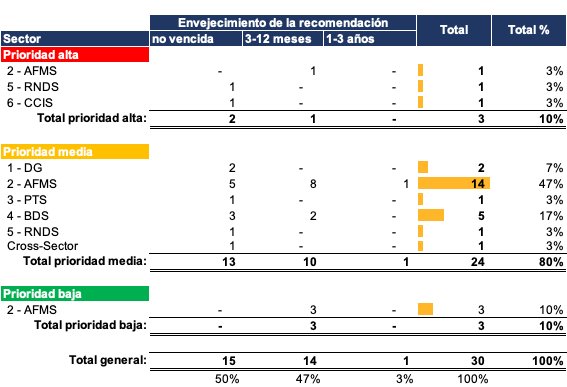 Envejecimiento de la recomendación Total Total %
Sector no vencida 3-12 meses 1-3 años
Prioridad alta
2 - AFMS - 1 - 1 3%
5 - RNDS 1 - - 1 3%
6 - CCIS 1 - - 1 3%
Total prioridad alta: 2 1 - 3 10%
Prioridad media
1 - DG 2 - - 2 7%
2 - AFMS 5 8 1 14 47%
3 - PTS 1 - - 1 3%
4 - BDS 3 2 - 5 17%
5 - RNDS 1 - - 1 3%
Cross-Sector 1 - - 1 3%
Total prioridad media: 13 10 1 24 80%
Prioridad baja
2 - AFMS - 3 - 3 10%
Total prioridad baja: - 3 - 3 10%
Total general: 15 14 1 30 100%
50% 47% 3% 100%